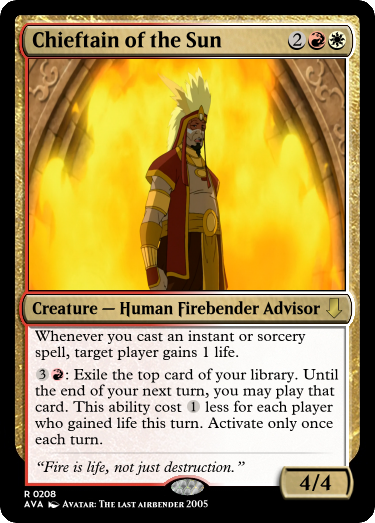 Chieftain of the Sun 2
Creature — Human Firebender Advisor
Whenever you cast an instant or sorcery
spell, target player gains 1 life.
3 : Exile the top card of your library. Until
the end of your next turn, you may play that
card. This ability cost 1 less for each player
who gained life this turn. Activate only once
each turn.
“Fire is life, not just destruction.”
4/4
R 0208
AVA Avatar: The last airbender 2005